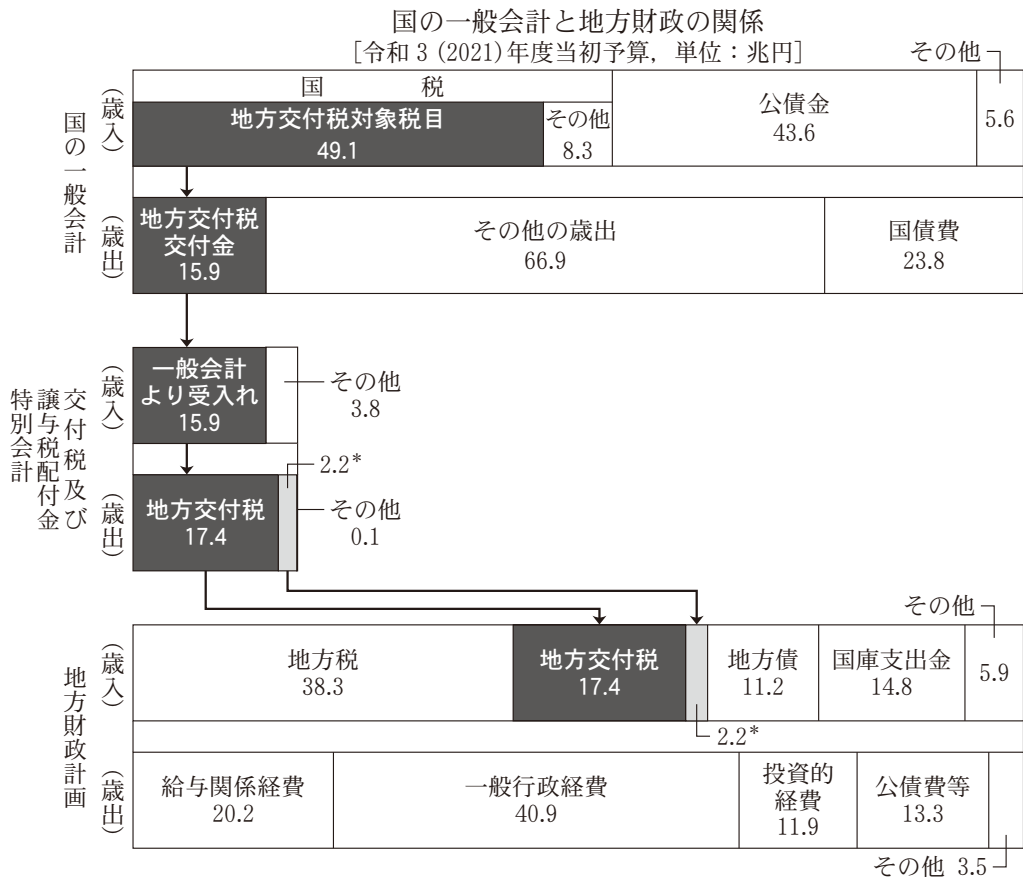 国の一般会計と地方財政の関係
[令和 3 (2021)年度当初予算，単位：兆円]
国の一般会計
(歳入)
国 税
地方交付税対象税目
49.1
その他
8.3
公債金
43.6
その他
5.6
(歳出)
地方交付税
交付金
15.9
その他の歳出
66.9
国債費
23.8
交付税及び
譲与税配付金
特別会計
(歳入)
一般会計
より受入れ
15.9
その他
3.8
(歳出)
地方交付税
17.4
2.2*
その他
0.1
地方財政計画
(歳入)
地方税
38.3
地方交付税
17.4
2.2*
地方債
11.2
国庫支出金
14.8
その他
5.9
(歳出)
給与関係経費
20.2
一般行政経費
40.9
投資的
経費
11.9
公債費等
13.3
その他 3.5